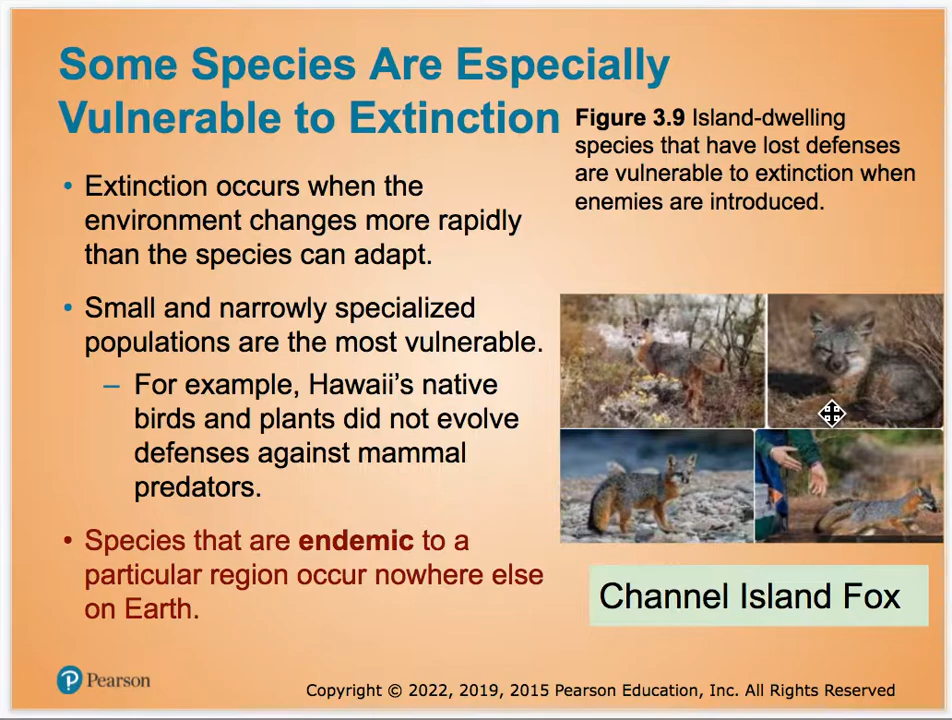 Some Species Are Especially
Vulnerable to Extinction
Figure 3.9 Island-dwelling
species that have lost defenses
are vulnerable to extinction when
enemies are introduced.
• Extinction occurs when the
environment changes more rapidly
than the species can adapt.
• Small and narrowly specialized
populations are the most vulnerable.
– For example, Hawaii’s native
birds and plants did not evolve
defenses against mammal
predators.
• Species that are endemic to a
particular region occur nowhere else
on Earth.
Channel Island Fox
P Pearson
Copyright © 2022, 2019, 2015 Pearson Education, Inc. All Rights Reserved